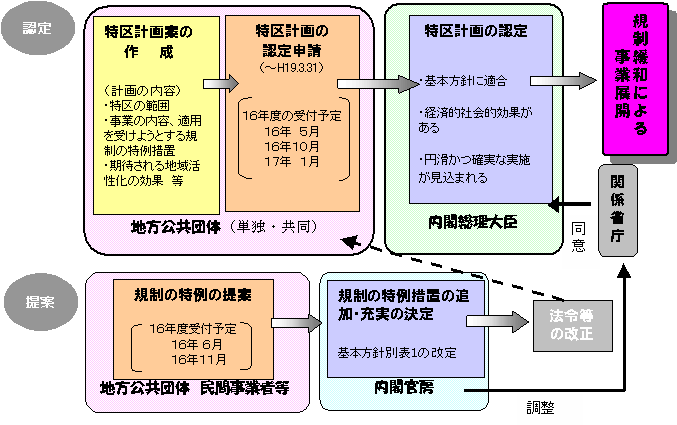 認定
特区計画案の
作　成
(計画の内容)
・特区の範囲
・事業の内容、適用
を受けようとする規
制の特例措置
・期待される地域活
性化の効果 等
特区計画の
認定申請
(～H19.3.31)
16年度の受付予定
16年 5月
16年10月
17年 1月
地方公共団体（単独・共同）
特区計画の認定
・基本方針に適合
・経済的社会的効果が
ある
・円滑かつ確実な実施
が見込まれる
内閣総理大臣
規制緩和による
事業展開
関係省庁
同意
提案
規制の特例の提案
16年度受付予定
16年 6月
16年11月
地方公共団体 民間事業者等
規制の特例措置の追
加・充実の決定
基本方針別表1の改定
内閣官房
法令等
の改正
調整